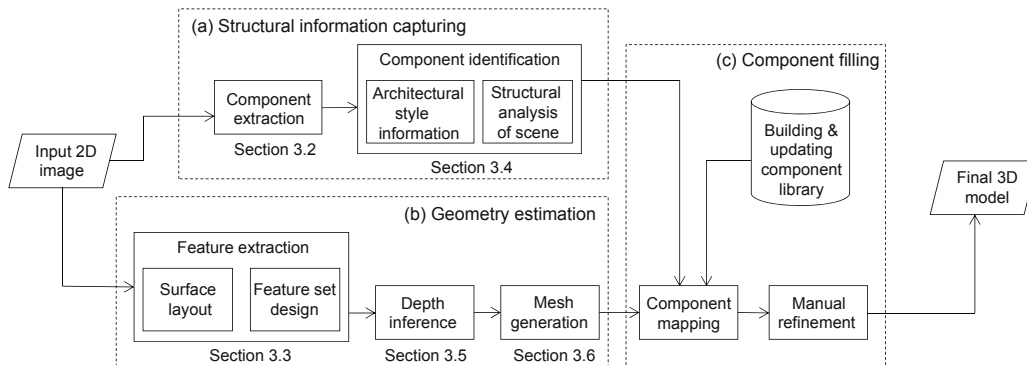 (a) Structural information capturing
Component identification
Component
extraction
Architectural
style
information
Structural
analysis
of scene
Section 3.2
Section 3.4
Input 2D
image
(b) Geometry estimation
Feature extraction
Surface
layout
Feature set
design
Section 3.3
Depth
inference
Section 3.5
Mesh
generation
Section 3.6
(c) Component filling
Building &
updating
component
library
Component
mapping
Manual
refinement
Final 3D
model